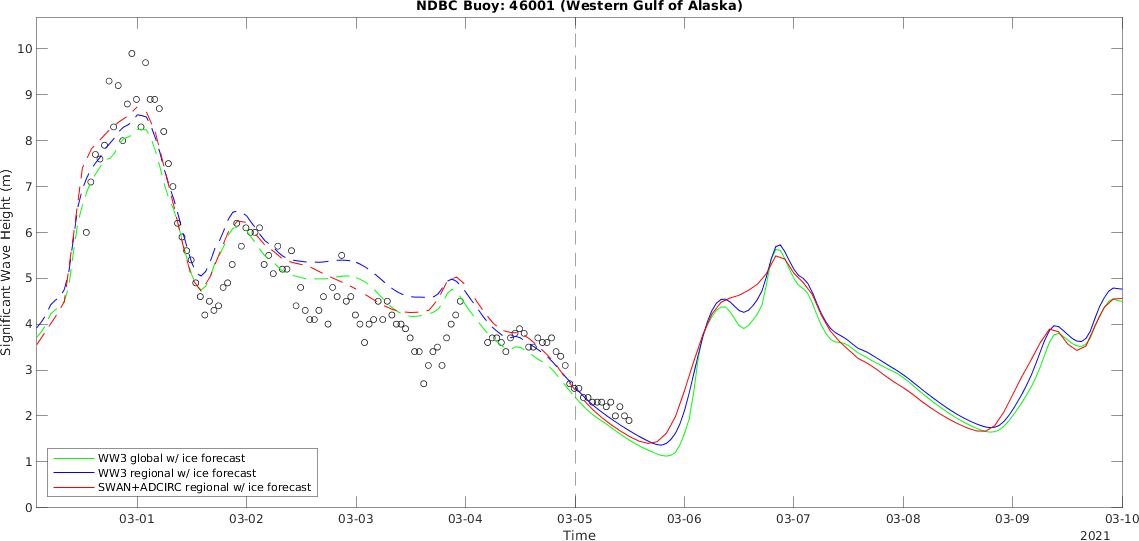 NDBC Buoy: 46001 (Western Gulf of Alaska)
Significant Wave Height (m)
10
9
8
7
6
5
4
3
2
1
0
WW3 global w/ ice forecast
WW3 regional w/ ice forecast
SWAN+ADCIRC regional w/ ice forecast
03-01 03-02 03-03 03-04 03-05 03-06 03-07 03-08 03-09 03-10
Time
2021